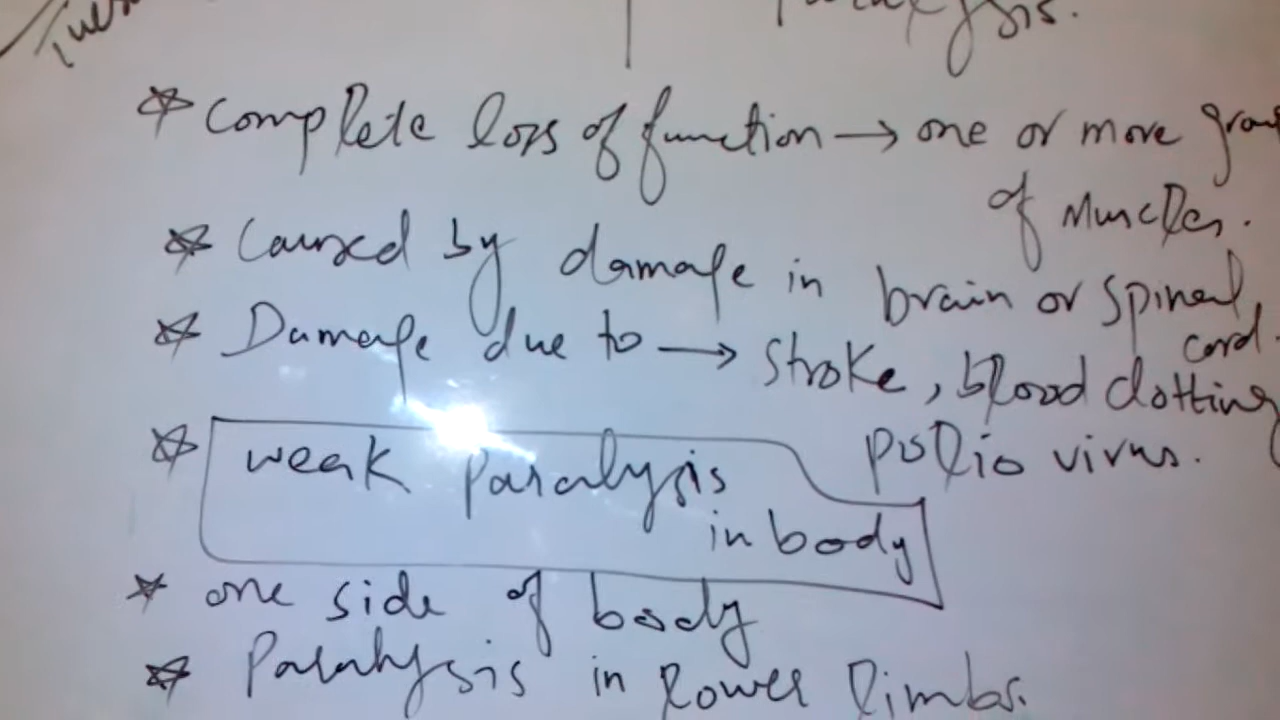 Paralysis.
* Complete loss of function → one or more
of Muscles.
* Caused by damage in brain or spinal
cord.
* Damage due to → stroke, blood clotting
polio virus.
* weak paralysis
in body
* one side of body
* Paralysis in lower limbs.